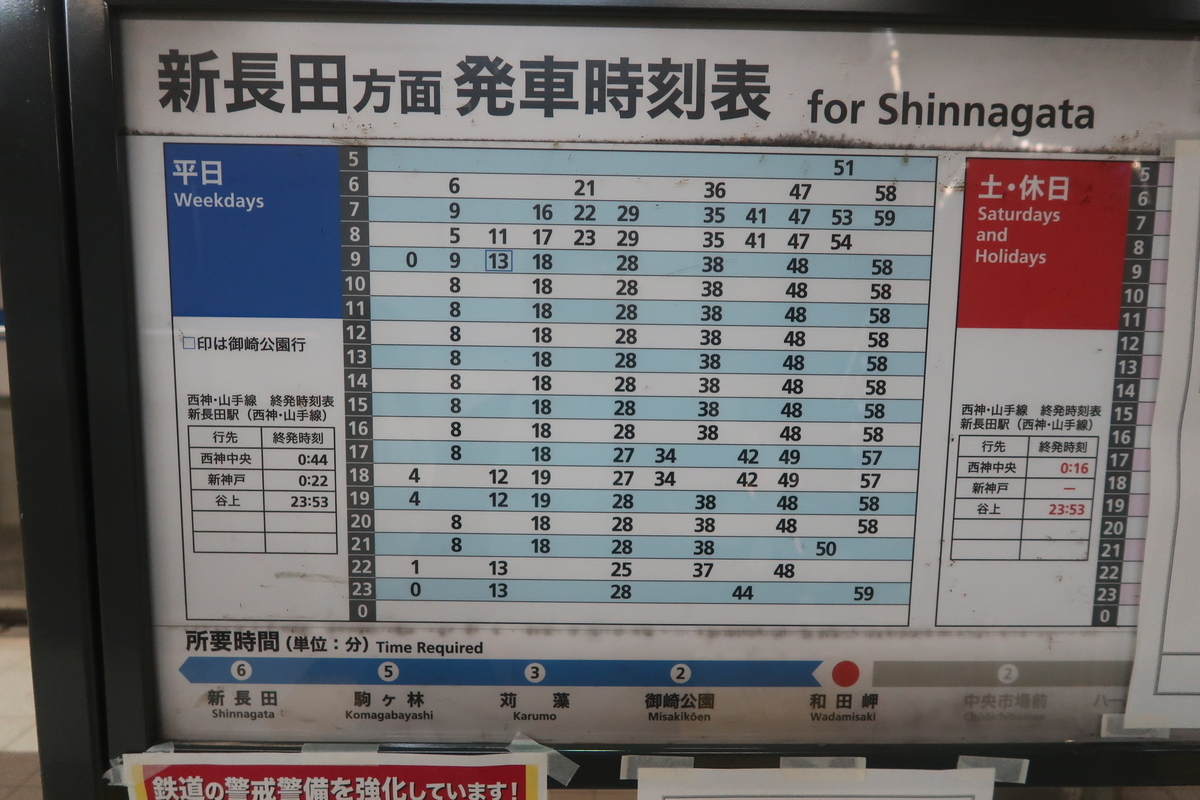 新長田方面 発車時刻表 for Shinnagata
平日
Weekdays
5 51
6 6 21 36 47 58
7 9 16 22 29 35 41 47 53 59
8 5 11 17 23 29 35 41 47 54
9 0 9 13 18 28 38 48 58
10 8 18 28 38 48 58
11 8 18 28 38 48 58
12 8 18 28 38 48 58
13 8 18 28 38 48 58
14 8 18 28 38 48 58
15 8 18 28 38 48 58
16 8 18 28 38 48 58
17 8 18 27 34 42 49 57
18 4 12 19 27 34 42 49 57
19 4 12 19 28 38 48 58
20 8 18 28 38 48 58
21 8 18 28 38 50
22 1 13 25 37 48
23 0 13 28 44 59
0
□印は御崎公園行
西神・山手線 終発時刻表
新長田駅（西神・山手線）
行先 終発時刻
西神中央 0:44
新神戸 0:22
谷上 23:53
土・休日
Saturdays
and
Holidays
5
6
7
8
9
10
11
12
13
14
15
16
17
18
19
20
21
22
23
0
西神・山手線 終発時刻表
新長田駅（西神・山手線）
行先 終発時刻
西神中央 0:16
新神戸 —
谷上 23:53
所要時間（単位：分）Time Required
6 5 3 2 2
新長田 駒ヶ林 苅藻 御崎公園 和田岬 中央市場前 ハー
Shinnagata Komagabayashi Karumo Misakikōen Wadamisaki
鉄道の警戒警備を強化しています！